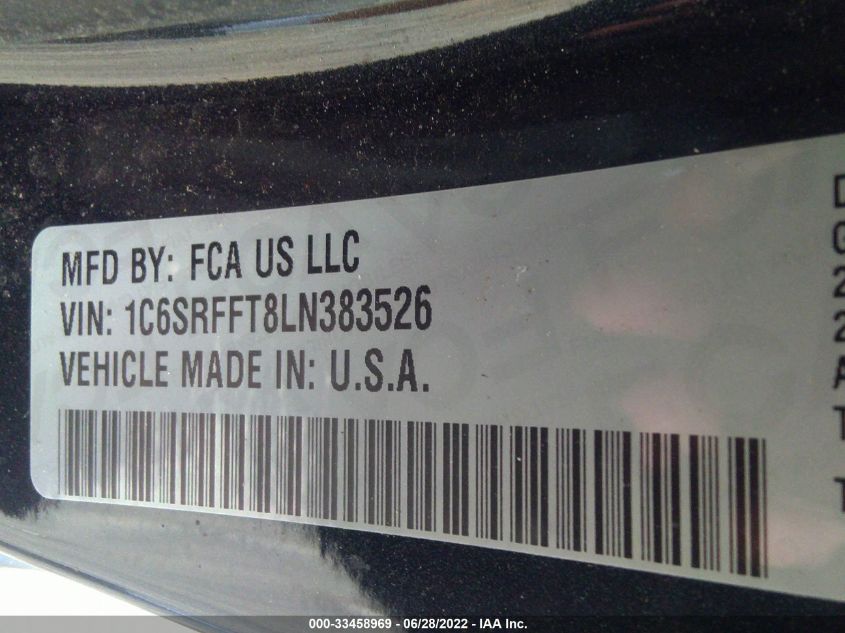 MFD BY: FCA US LLC
VIN: 1C6SRFFT8LN383526
VEHICLE MADE IN: U.S.A.
000-33458969 - 06/28/2022 - IAA Inc.